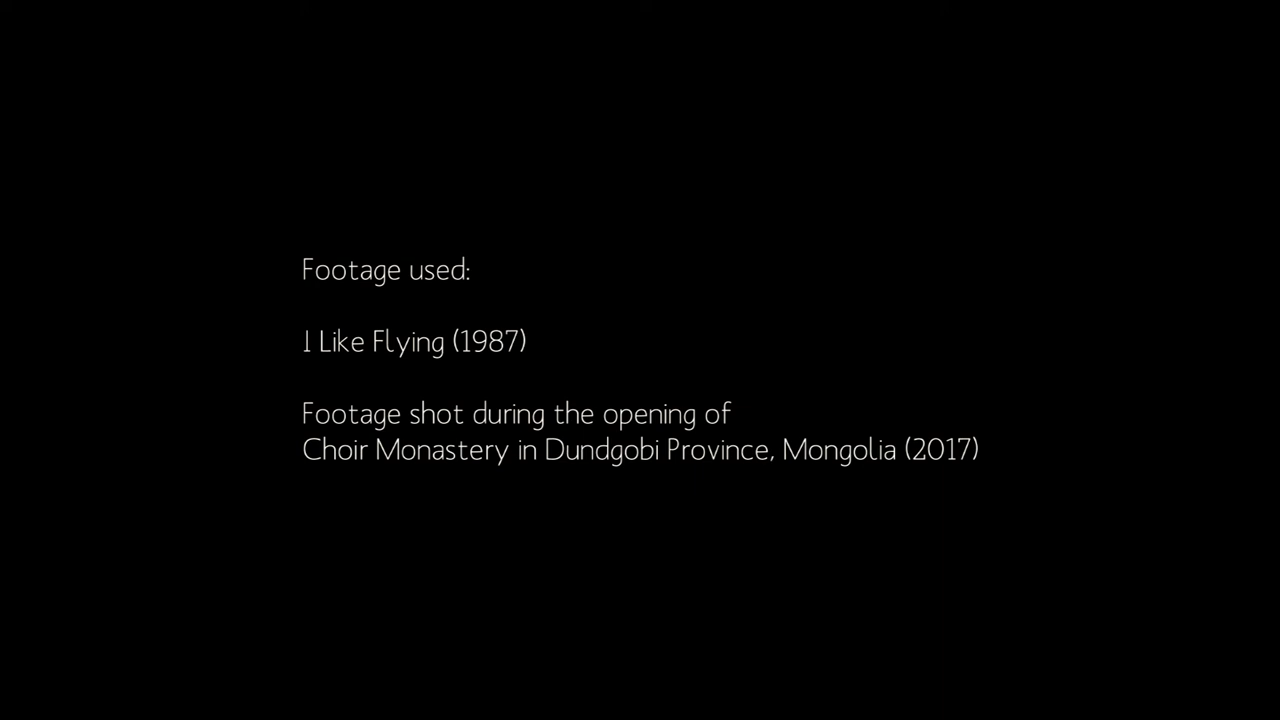 Footage used:
I Like Flying (1987)
Footage shot during the opening of
Choir Monastery in Dundgobi Province, Mongolia (2017)